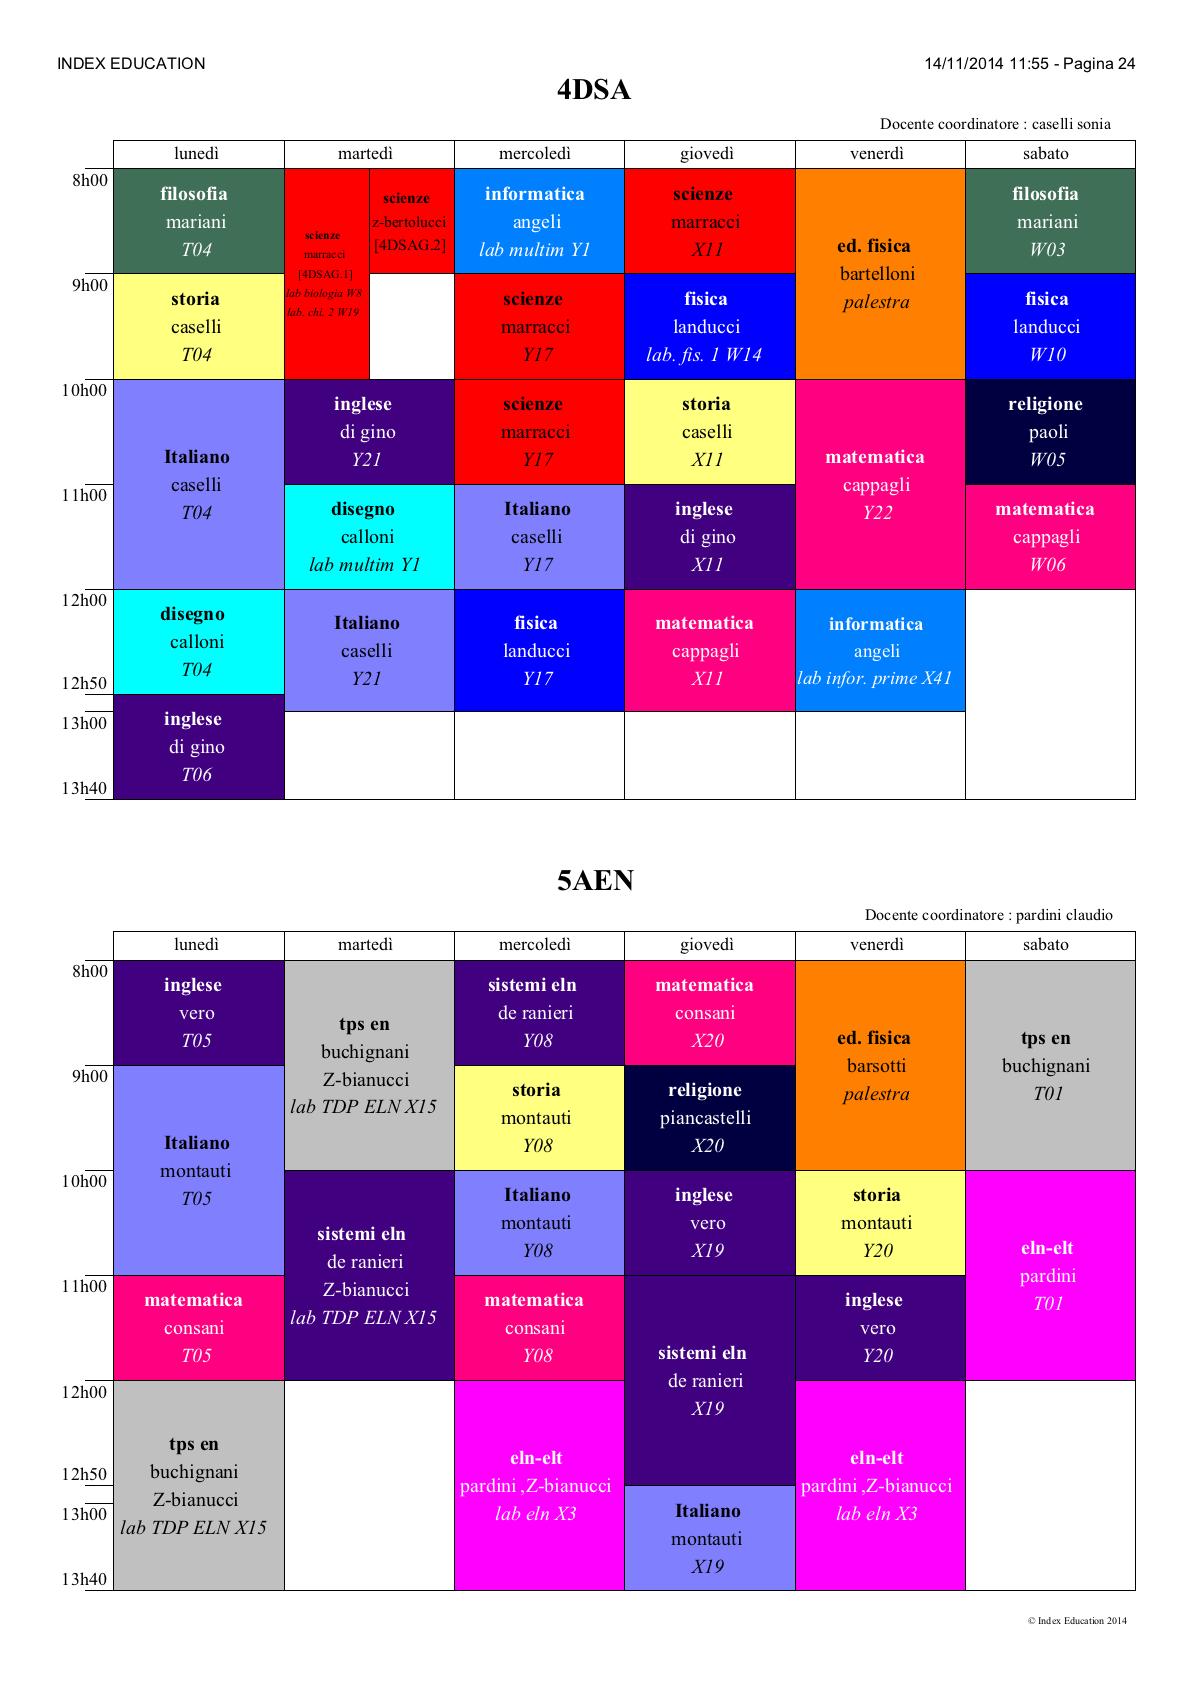 INDEX EDUCATION
14/11/2014 11:55 - Pagina 24
4DSA
Docente coordinatore : caselli sonia
lunedì
martedì
mercoledì
giovedì
venerdì
sabato
8h00
9h00
10h00
11h00
12h00
12h50
13h00
13h40
filosofia
mariani
T04
storia
caselli
T04
Italiano
caselli
T04
disegno
calloni
T04
inglese
di gino
T06
scienze
marracci
[4DSAG.1]
lab biologia W8
lab. chi. 2 W19
scienze
z-bertolucci
[4DSAG.2]
inglese
di gino
Y21
disegno
calloni
lab multim Y1
Italiano
caselli
Y21
informatica
angeli
lab multim Y1
scienze
marracci
Y17
scienze
marracci
Y17
Italiano
caselli
Y17
fisica
landucci
Y17
scienze
marracci
X11
fisica
landucci
lab. fis. 1 W14
storia
caselli
X11
inglese
di gino
X11
matematica
cappagli
X11
ed. fisica
bartelloni
palestra
matematica
cappagli
Y22
informatica
angeli
lab infor. prime X41
filosofia
mariani
W03
fisica
landucci
W10
religione
paoli
W05
matematica
cappagli
W06
5AEN
Docente coordinatore : pardini claudio
lunedì
martedì
mercoledì
giovedì
venerdì
sabato
8h00
9h00
10h00
11h00
12h00
12h50
13h00
13h40
inglese
vero
T05
Italiano
montauti
T05
matematica
consani
T05
tps en
buchignani
Z-bianucci
lab TDP ELN X15
tps en
buchignani
Z-bianucci
lab TDP ELN X15
sistemi eln
de ranieri
Z-bianucci
lab TDP ELN X15
sistemi eln
de ranieri
Y08
storia
montauti
Y08
Italiano
montauti
Y08
matematica
consani
Y08
eln-elt
pardini ,Z-bianucci
lab eln X3
matematica
consani
X20
religione
piancastelli
X20
inglese
vero
X19
sistemi eln
de ranieri
X19
Italiano
montauti
X19
ed. fisica
barsotti
palestra
storia
montauti
Y20
inglese
vero
Y20
eln-elt
pardini ,Z-bianucci
lab eln X3
tps en
buchignani
T01
eln-elt
pardini
T01
© Index Education 2014